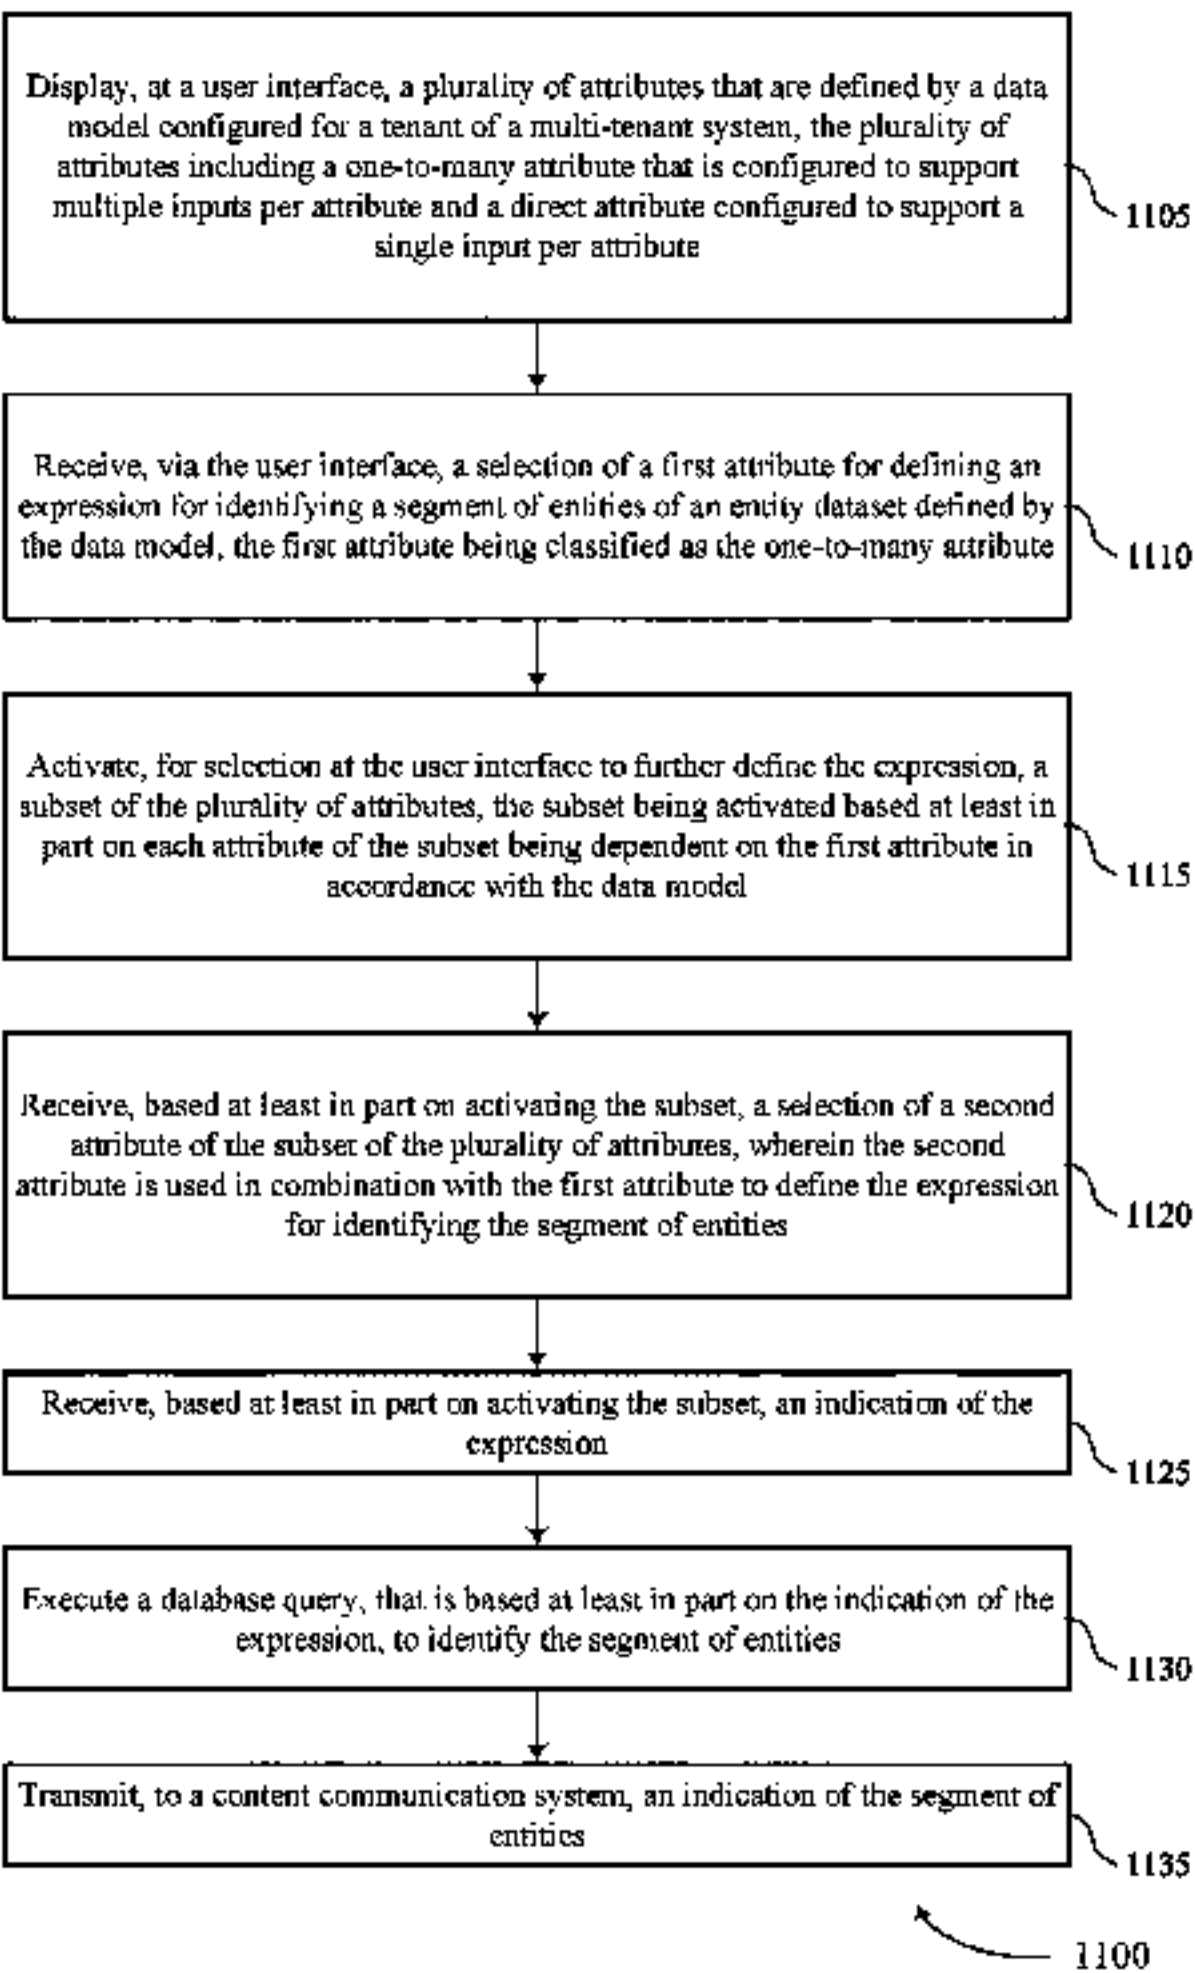 Display, at a user interface, a plurality of attributes that are defined by a data
model configured for a tenant of a multi-tenant system, the plurality of
attributes including a one-to-many attribute that is configured to support
multiple inputs per attribute and a direct attribute configured to support a
single input per attribute
1105
Receive, via the user interface, a selection of a first attribute for defining an
expression for identifying a segment of entities of an entity dataset defined by
the data model, the first attribute being classified as the one-to-many attribute
1110
Activate, for selection at the user interface to further define the expression, a
subset of the plurality of attributes, the subset being activated based at least in
part on each attribute of the subset being dependent on the first attribute in
accordance with the data model
1115
Receive, based at least in part on activating the subset, a selection of a second
attribute of the subset of the plurality of attributes, wherein the second
attribute is used in combination with the first attribute to define the expression
for identifying the segment of entities
1120
Receive, based at least in part on activating the subset, an indication of the
expression
1125
Execute a database query, that is based at least in part on the indication of the
expression, to identify the segment of entities
1130
Transmit, to a content communication system, an indication of the segment of
entities
1135
1100